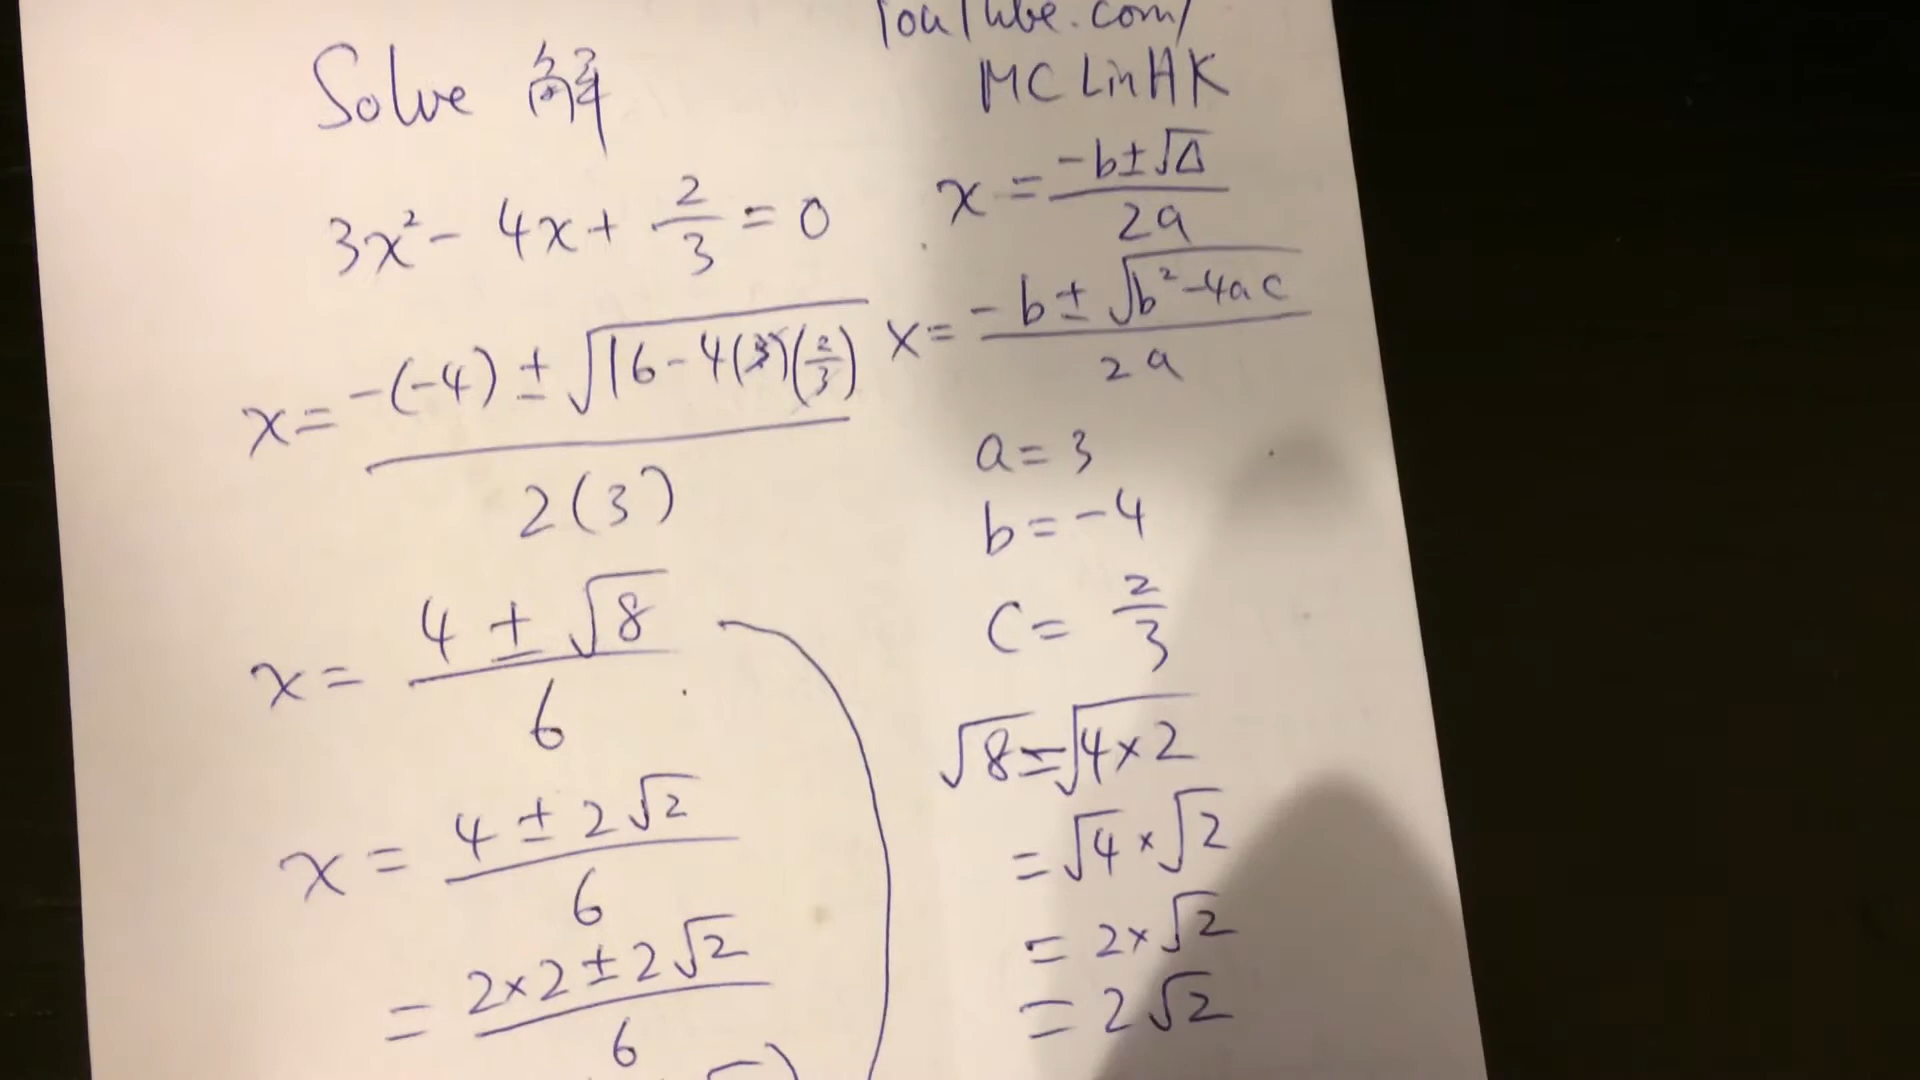 Solve 解
3x² - 4x + 2/3 = 0
x = (-(-4) ± √(16 - 4(3)(2/3))) / 2(3)
x = (4 ± √8) / 6
x = (4 ± 2√2) / 6
= (2×2 ± 2√2) / 6
YouTube.com/
MC LinHK
x = (-b ± √Δ) / 2a
x = (-b ± √(b² - 4ac)) / 2a
a = 3
b = -4
c = 2/3
√8 = √(4×2)
= √4 × √2
= 2×√2
= 2√2